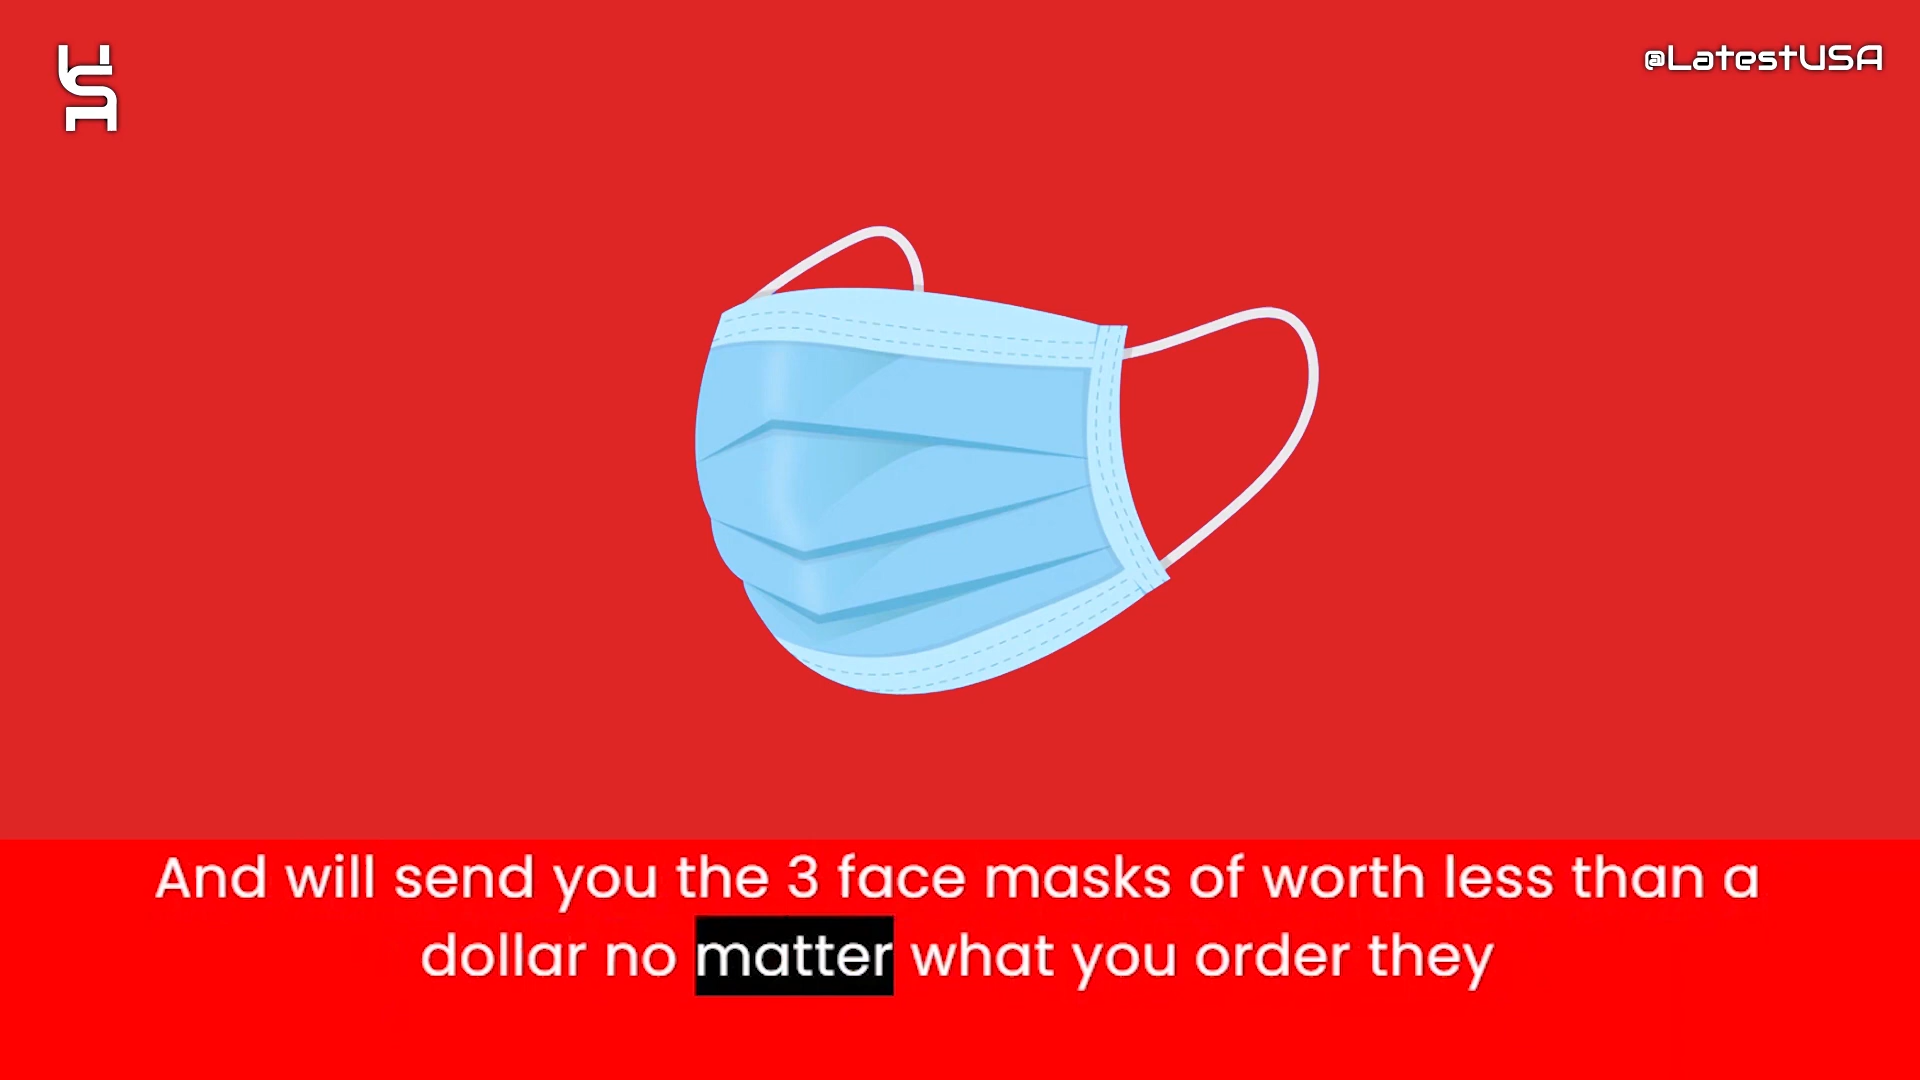 USA
@LatestUSA
And will send you the 3 face masks of worth less than a
dollar no matter what you order they